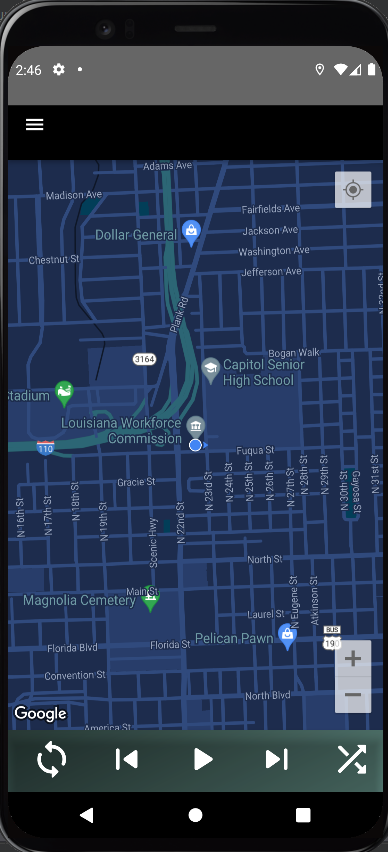 2:46
Adams Ave
Madison Ave
Fairfields Ave
Dollar General
Jackson Ave
Washington Ave
Chestnut St
Jefferson Ave
N 32nd St
Plank Rd
3164
Bogan Walk
Capitol Senior
High School
Stadium
Louisiana Workforce
Commission
110
Fuqua St
Gracie St
N 16th St
N 17th St
N 18th St
N 19th St
Scenic Hwy
N 22nd St
N 23rd St
N 24th St
N 25th St
N 26th St
N 27th St
N 28th St
N 29th St
N 30th St
Gayosa St
N 31st St
North St
Main St
Magnolia Cemetery
N Eugene St
Atkinson St
Laurel St
BUS
190
Pelican Pawn
Florida Blvd
Florida St
Convention St
North Blvd
Google
America St